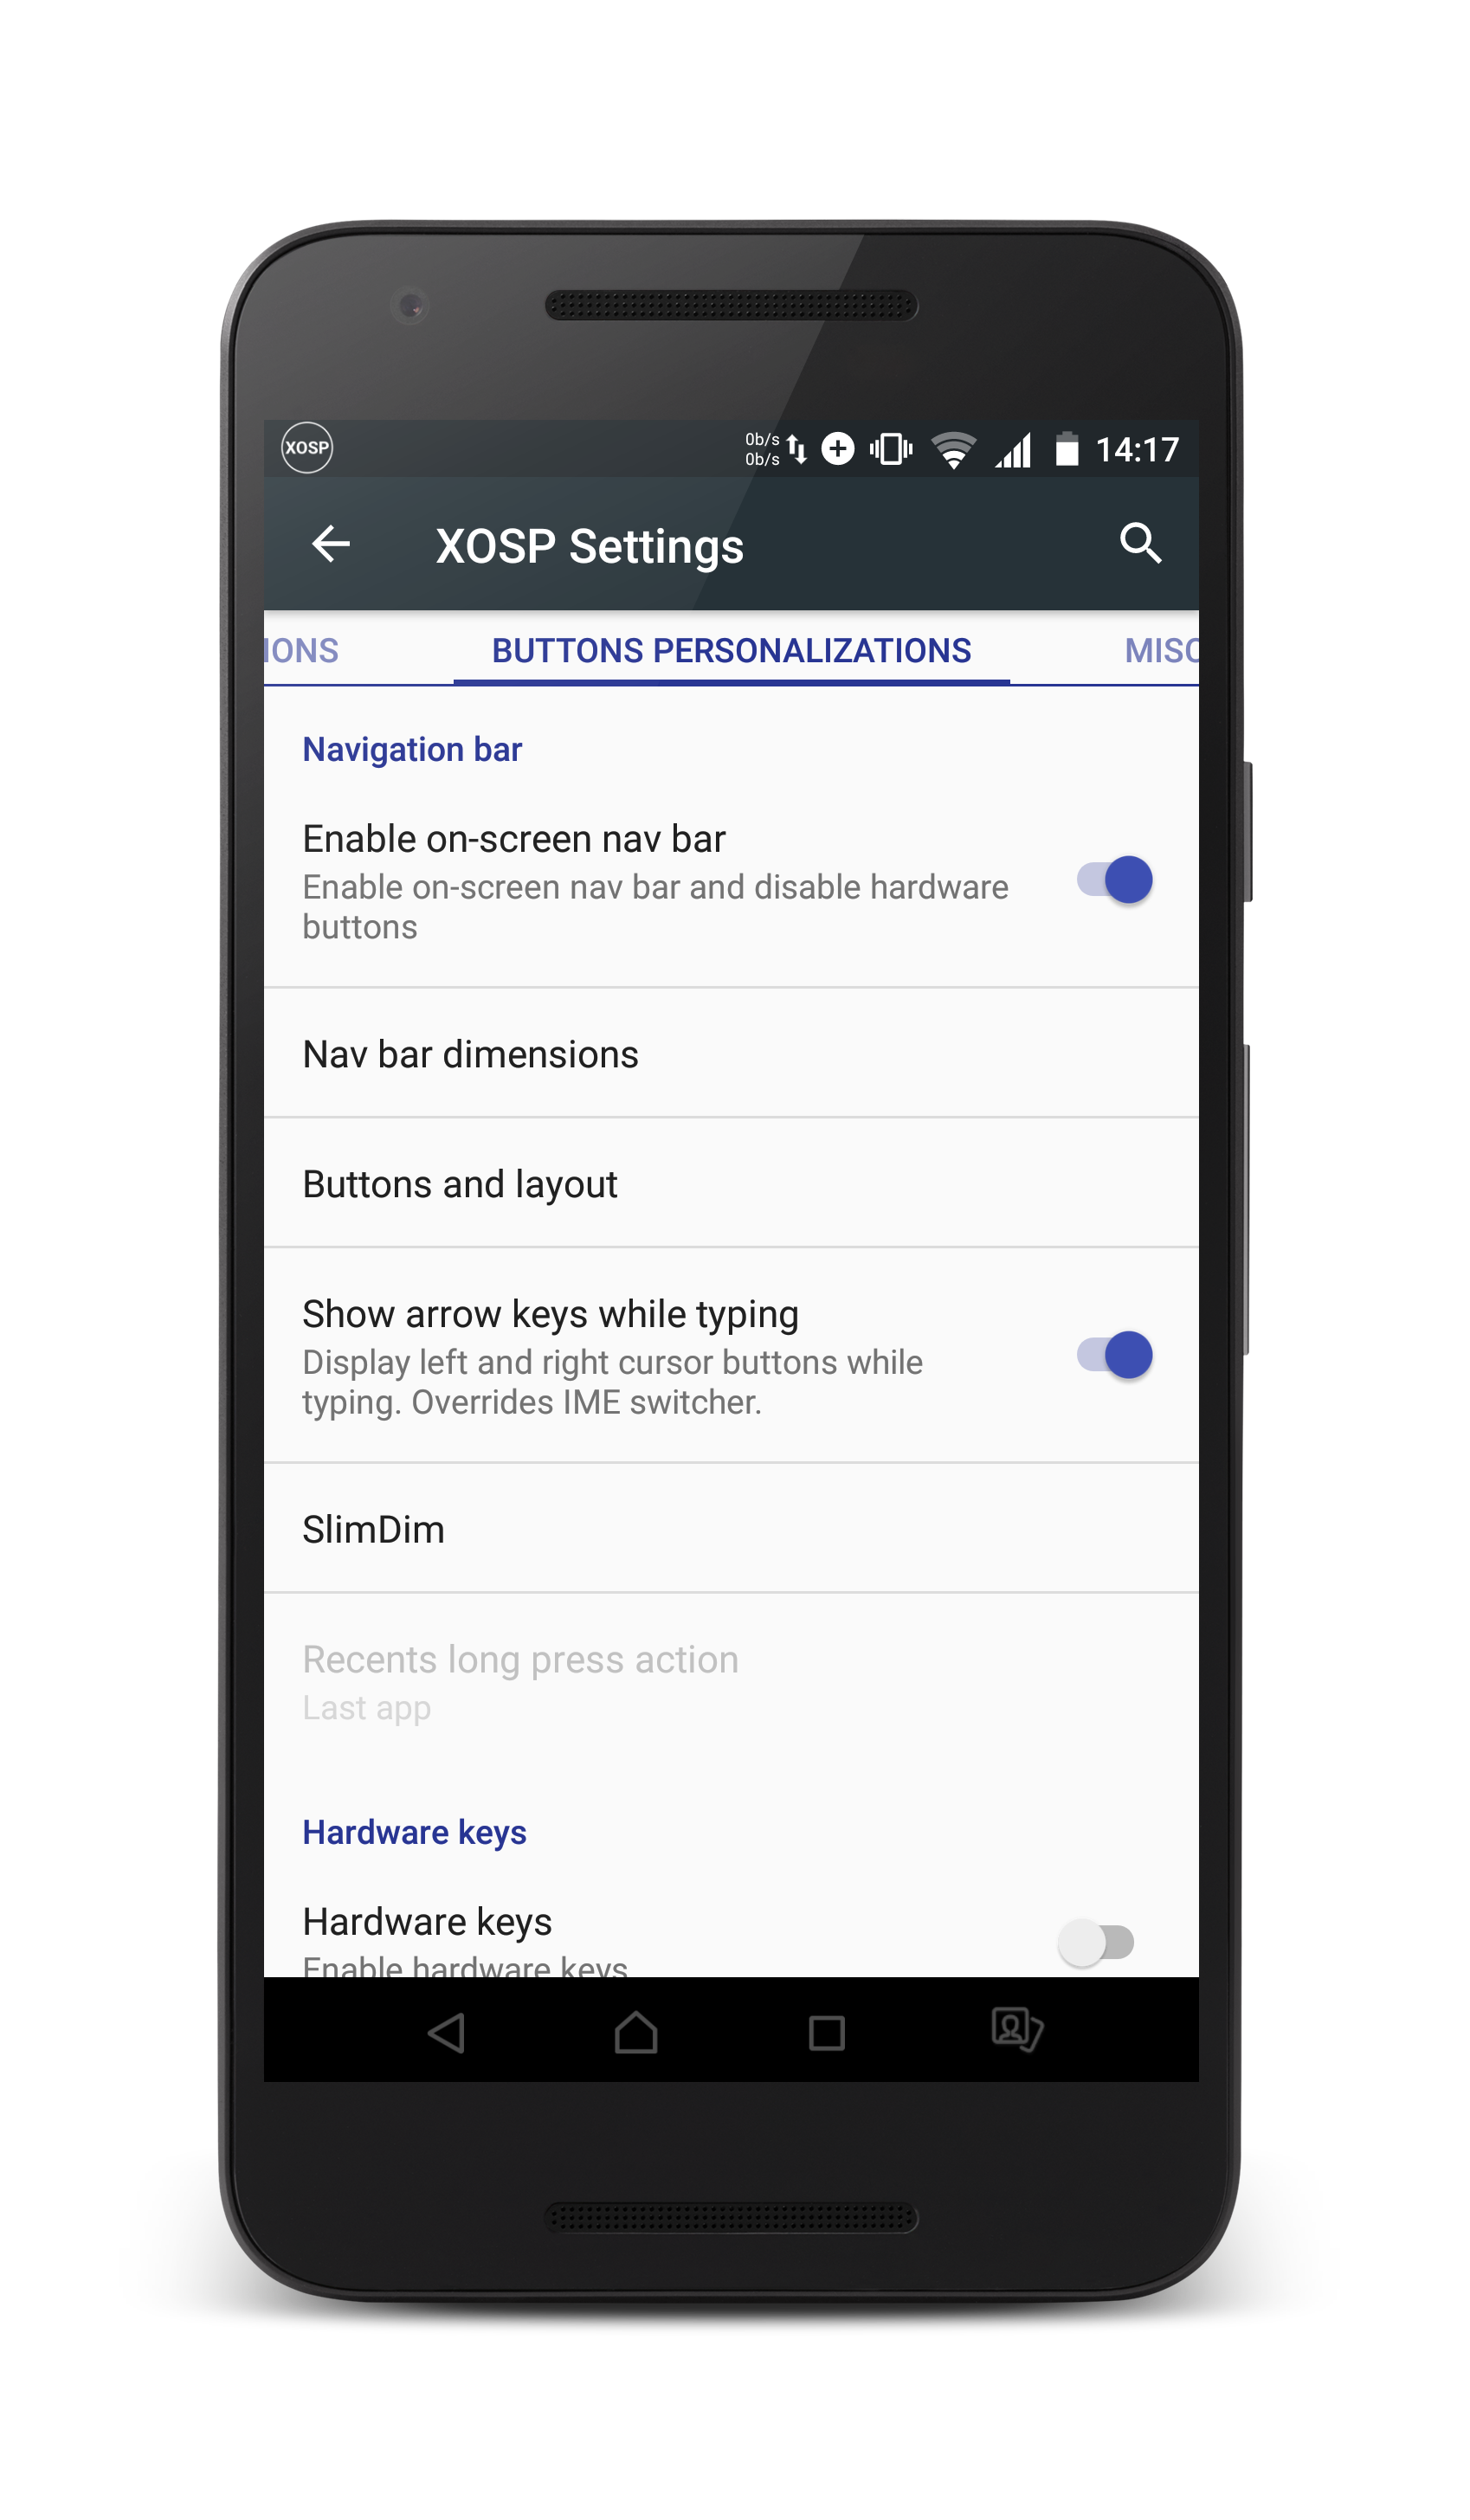 XOSP
0b/s
0b/s
14:17
XOSP Settings
IONS
BUTTONS PERSONALIZATIONS
MISC
Navigation bar
Enable on-screen nav bar
Enable on-screen nav bar and disable hardware
buttons
Nav bar dimensions
Buttons and layout
Show arrow keys while typing
Display left and right cursor buttons while
typing. Overrides IME switcher.
SlimDim
Recents long press action
Last app
Hardware keys
Hardware keys
Enable hardware keys